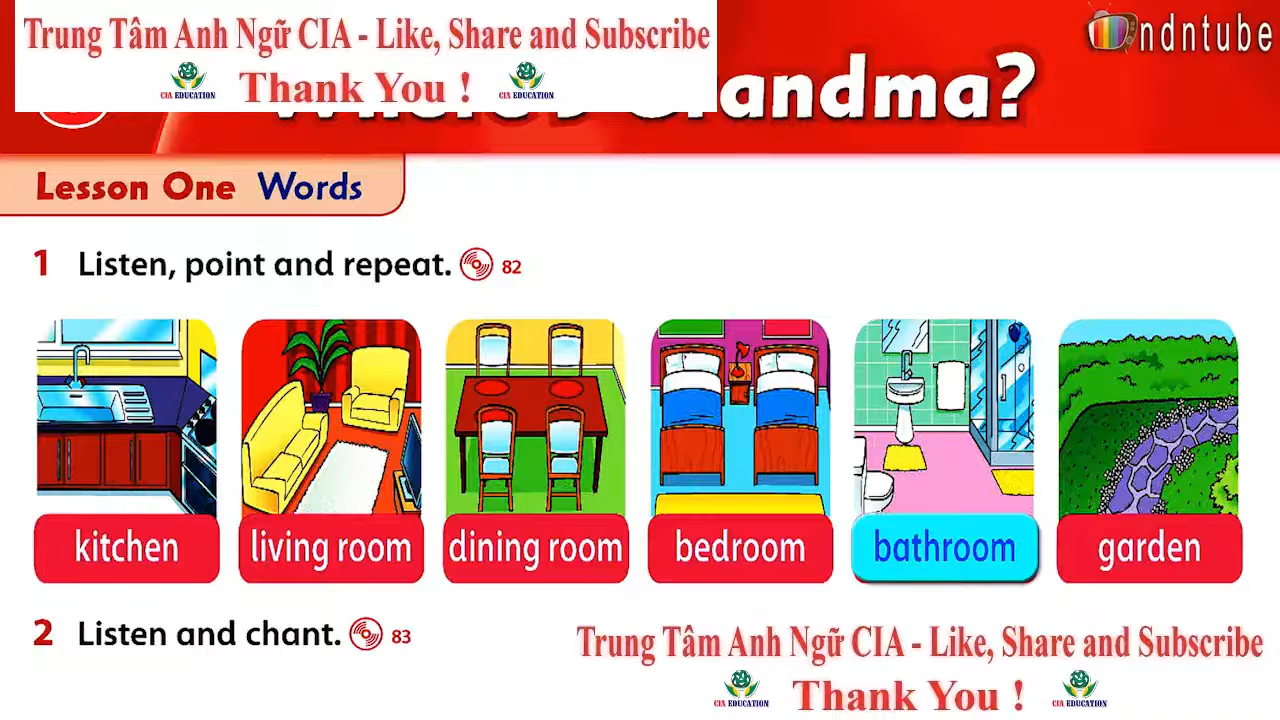 Trung Tâm Anh Ngữ CIA - Like, Share and Subscribe
CIA EDUCATION Thank You ! CIA EDUCATION
ndntube
Grandma?
Lesson One Words
1 Listen, point and repeat. 82
kitchen living room dining room bedroom bathroom garden
2 Listen and chant. 83
Trung Tâm Anh Ngữ CIA - Like, Share and Subscribe
CIA EDUCATION Thank You ! CIA EDUCATION